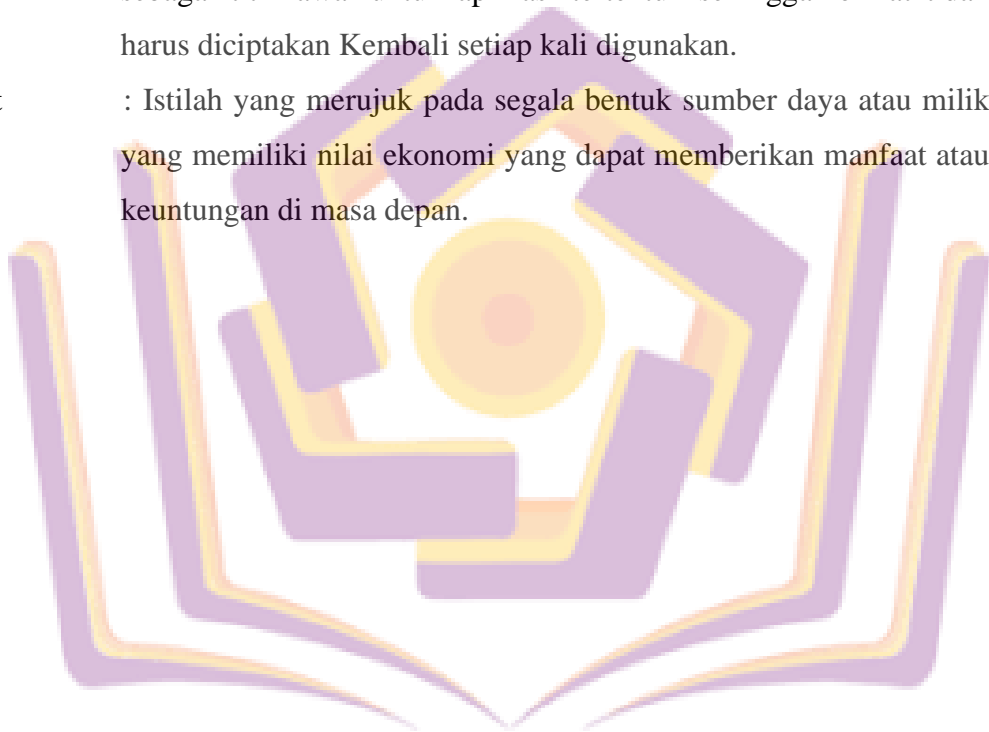 harus diciptakan Kembali setiap kali digunakan.
t : Istilah yang merujuk pada segala bentuk sumber daya atau milik
yang memiliki nilai ekonomi yang dapat memberikan manfaat atau
keuntungan di masa depan.